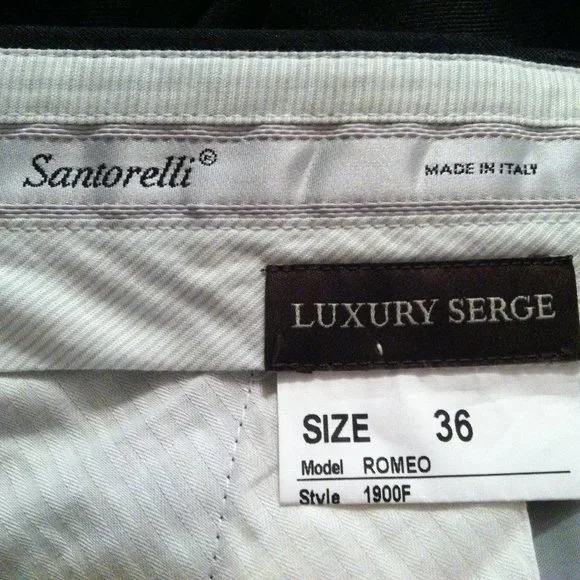 Santorelli®
MADE IN ITALY
LUXURY SERGE
SIZE 36
Model ROMEO
Style 1900F